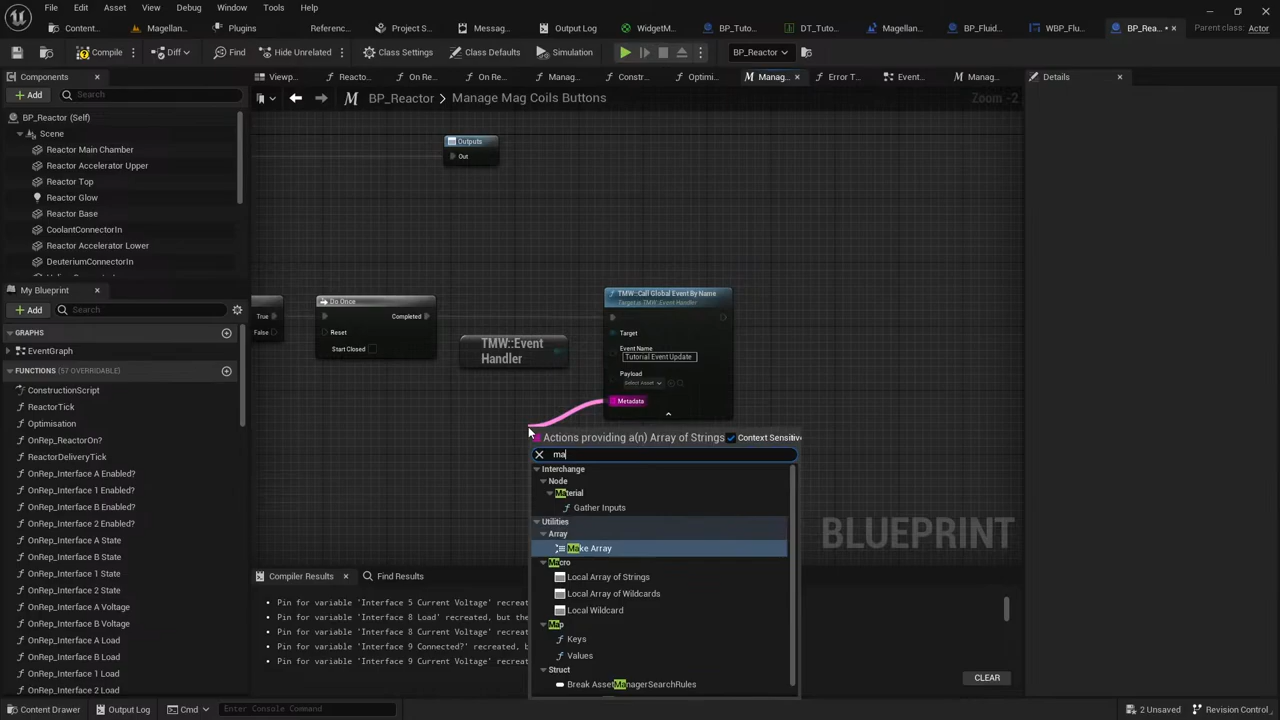 File Edit Asset View Debug Window Tools Help
Conten... Magellan... Plugins Referenc... Project S... Messag... Output Log WidgetM... BP_Tuto... DT_Tuto... Magellan... BP_Fluid... WBP_Flu... BP_Rea... Parent class: Actor
Compile Diff Find Hide Unrelated Class Settings Class Defaults Simulation BP_Reactor
Components Viewp... Reacto... On Re... On Re... Manag... Constr... Optimi... Manag... Error T... Event... Manag... Details
Add Search BP_Reactor Manage Mag Coils Buttons Zoom -2
BP_Reactor (Self)
Scene
Reactor Main Chamber
Reactor Accelerator Upper
Reactor Top
Reactor Glow
Reactor Base
CoolantConnectorIn
Reactor Accelerator Lower
DeuteriumConnectorIn
My Blueprint
Add Search
GRAPHS
EventGraph
FUNCTIONS (57 OVERRIDABLE)
ConstructionScript
ReactorTick
Optimisation
OnRep_ReactorOn?
ReactorDeliveryTick
OnRep_Interface A Enabled?
OnRep_Interface 1 Enabled?
OnRep_Interface B Enabled?
OnRep_Interface 2 Enabled?
OnRep_Interface A State
OnRep_Interface B State
OnRep_Interface 1 State
OnRep_Interface 2 State
OnRep_Interface A Voltage
OnRep_Interface B Voltage
OnRep_Interface A Load
OnRep_Interface B Load
OnRep_Interface 1 Load
OnRep_Interface 2 Load
Outputs
Out
True
False
Do Once
Completed
Reset
Start Closed
TMW::Event
Handler
TMW::Call Global Event By Name
Target is TMW::Event Handler
Target
Event Name
Tutorial Event Update
Payload
Select Asset
Metadata
Actions providing a(n) Array of Strings Context Sensitiv
ma
Interchange
Node
Material
Gather Inputs
Utilities
Array
Make Array
Macro
Local Array of Strings
Local Array of Wildcards
Local Wildcard
Map
Keys
Values
Struct
Break AssetManagerSearchRules
BLUEPRINT
Compiler Results Find Results
Pin for variable 'Interface 5 Current Voltage' recreat
Pin for variable 'Interface 8 Load' recreated, but the
Pin for variable 'Interface 8 Current Voltage' recreat
Pin for variable 'Interface 9 Connected?' recreated, b
Pin for variable 'Interface 9 Current Voltage' recreat
CLEAR
Content Drawer Output Log Cmd Enter Console Command 2 Unsaved Revision Control